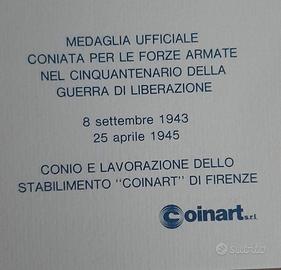 MEDAGLIA UFFICIALE
CONIATA PER LE FORZE ARMATE
NEL CINQUANTENARIO DELLA
GUERRA DI LIBERAZIONE
8 settembre 1943
25 aprile 1945
CONIO E LAVORAZIONE DELLO
STABILIMENTO "COINART" DI FIRENZE
Coinart s.r.l.
subito